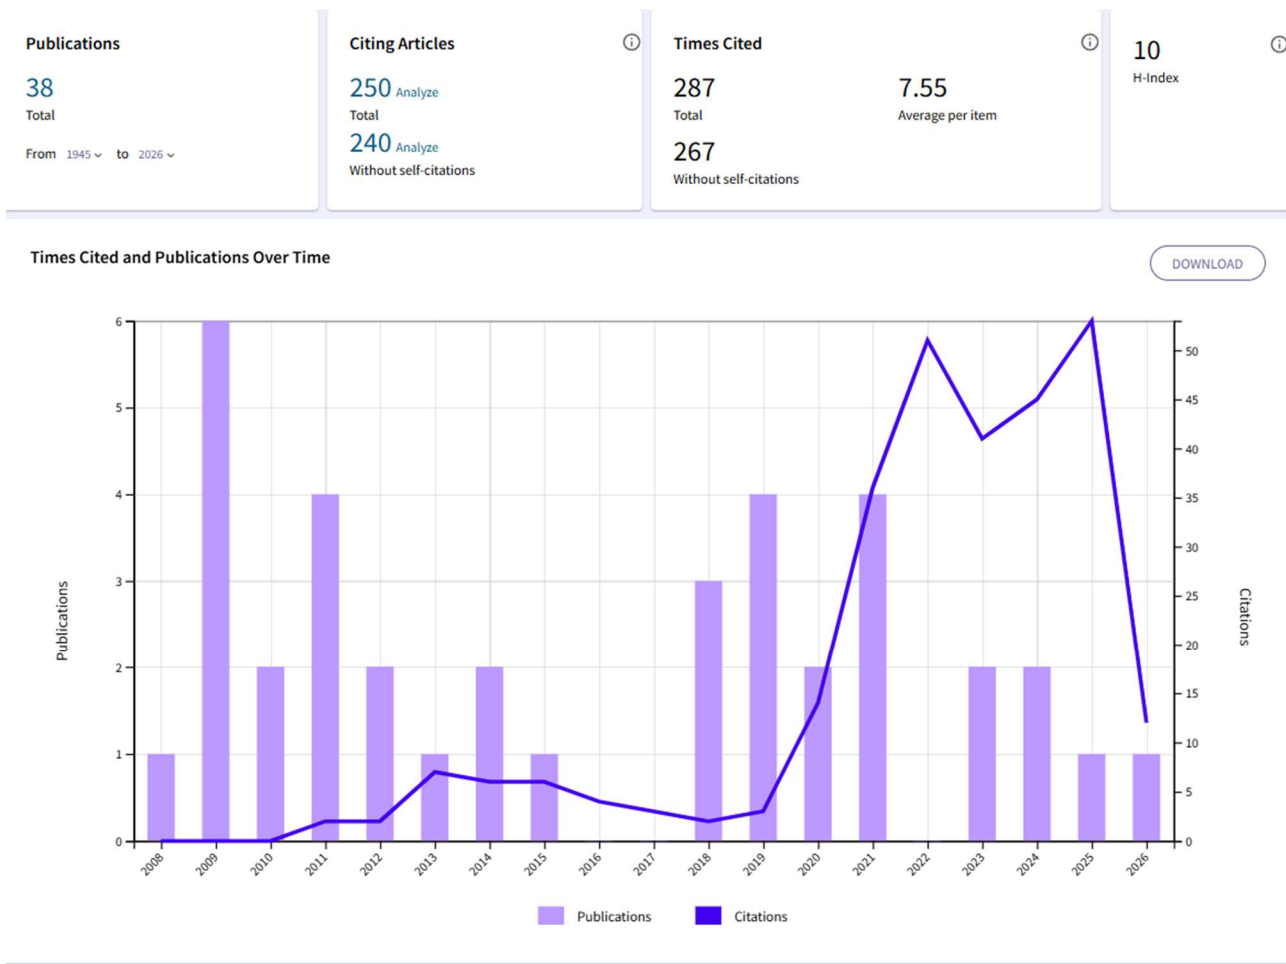 Publications
38
Total
From 1945 to 2026
Citing Articles
250 Analyze
Total
240 Analyze
Without self-citations
Times Cited
287
Total
267
Without self-citations
7.55
Average per item
10
H-Index
Times Cited and Publications Over Time
DOWNLOAD
Publications
6
5
4
3
2
1
0
50
45
40
35
30
25
20
15
10
5
0
Citations
2008 2009 2010 2011 2012 2013 2014 2015 2016 2017 2018 2019 2020 2021 2022 2023 2024 2025 2026
Publications Citations